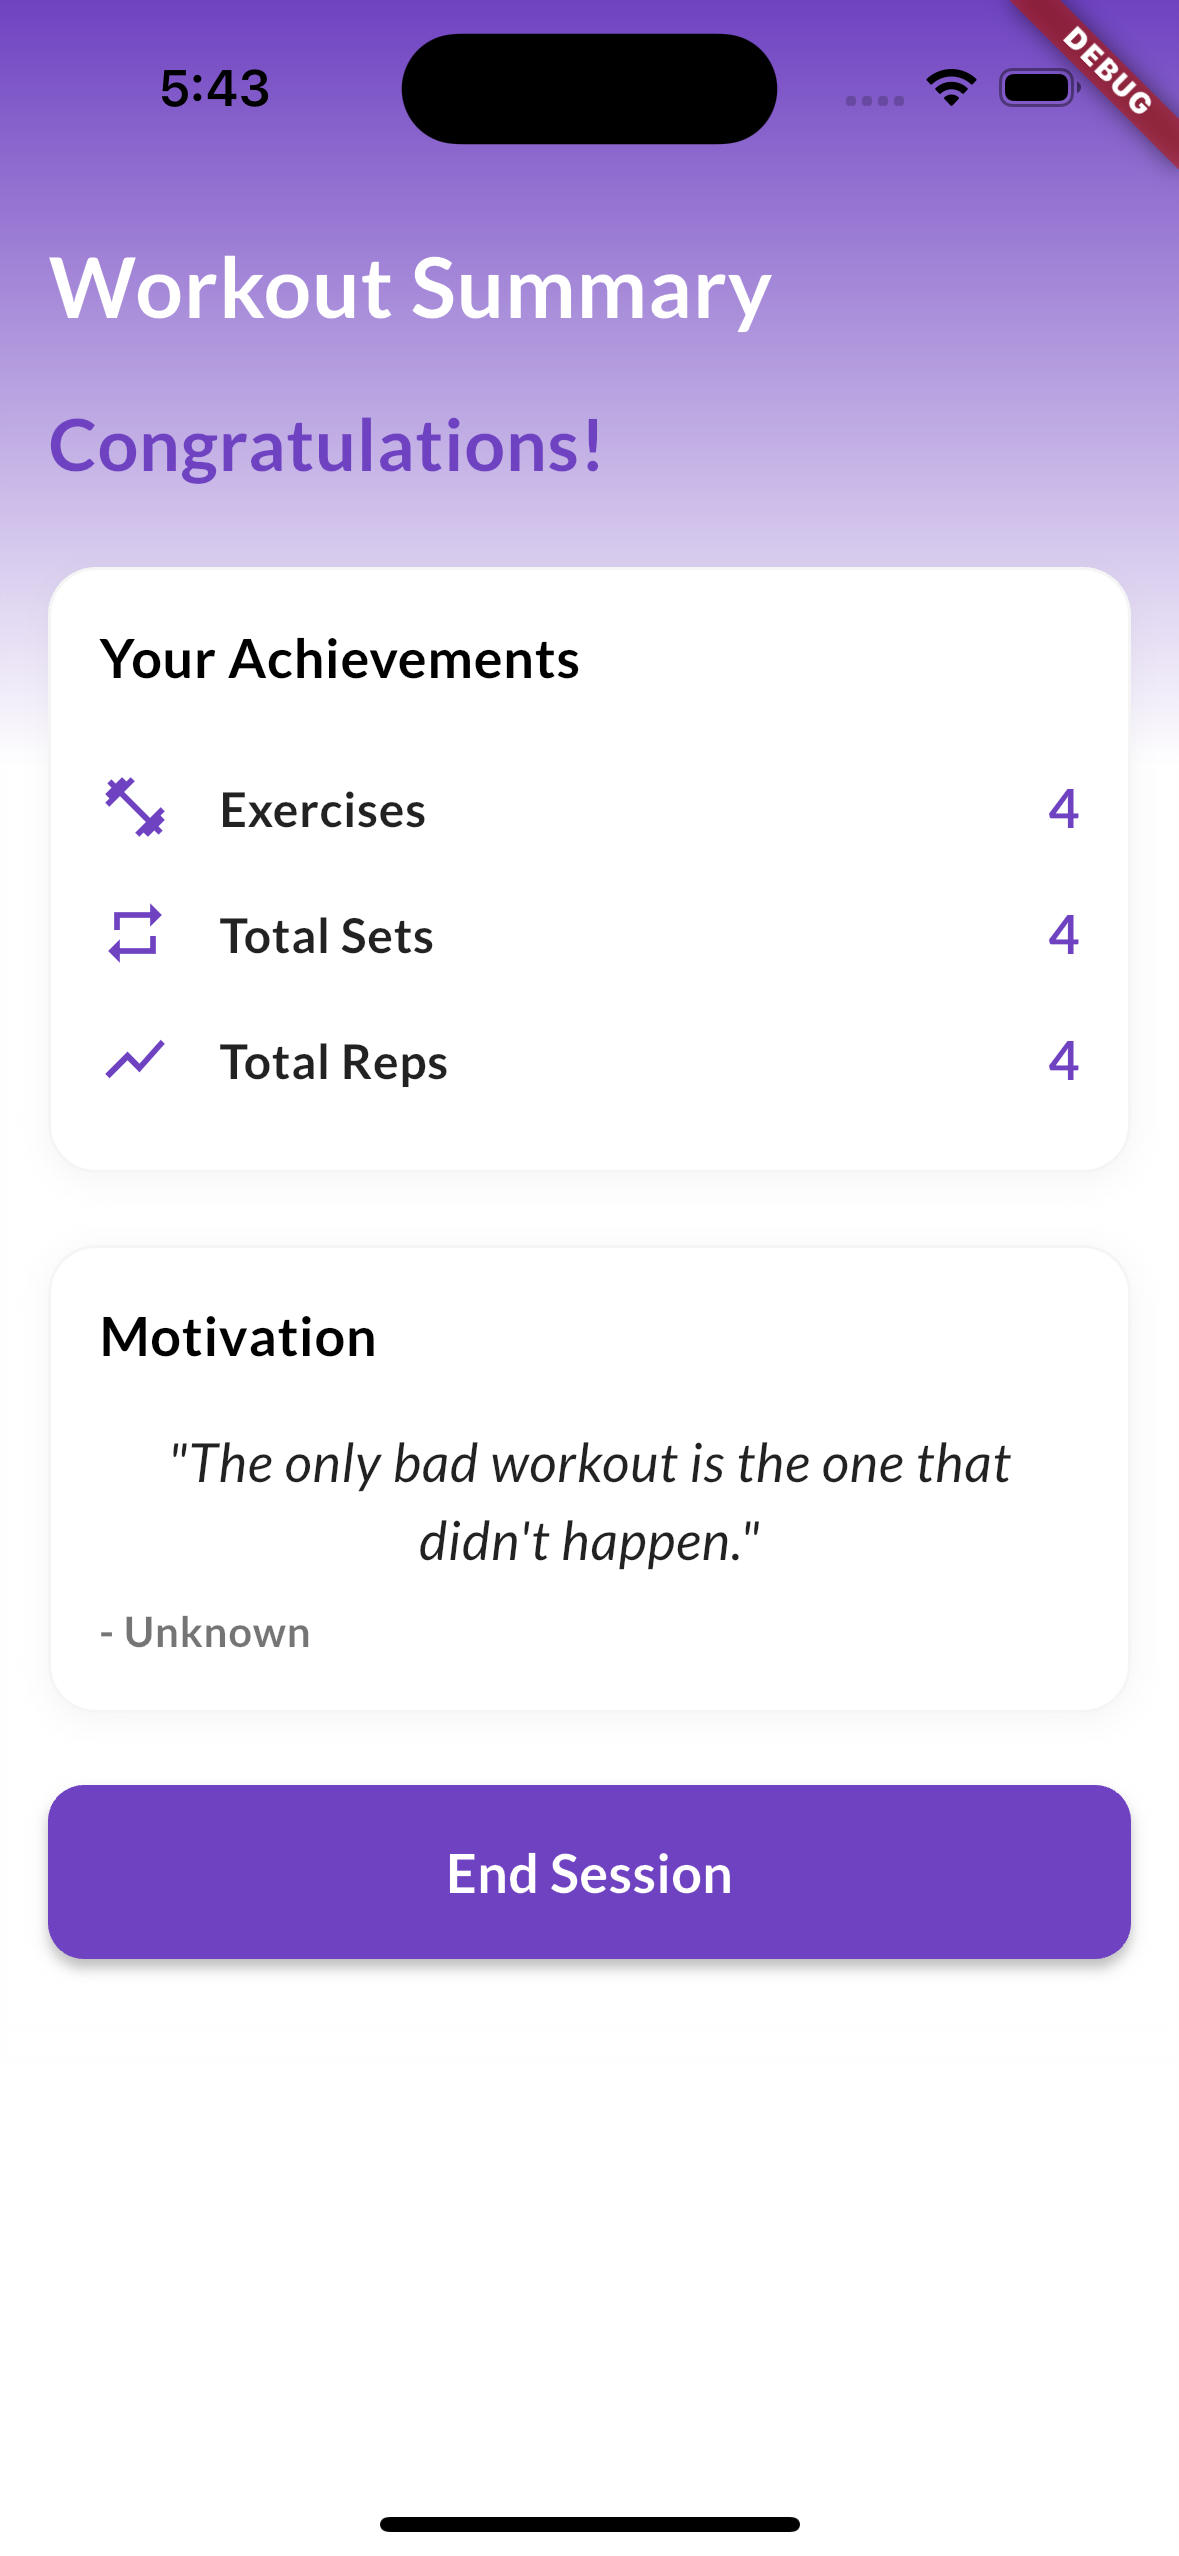 5:43
DEBUG
Workout Summary
Congratulations!
Your Achievements
Exercises 4
Total Sets 4
Total Reps 4
Motivation
"The only bad workout is the one that
didn't happen."
- Unknown
End Session